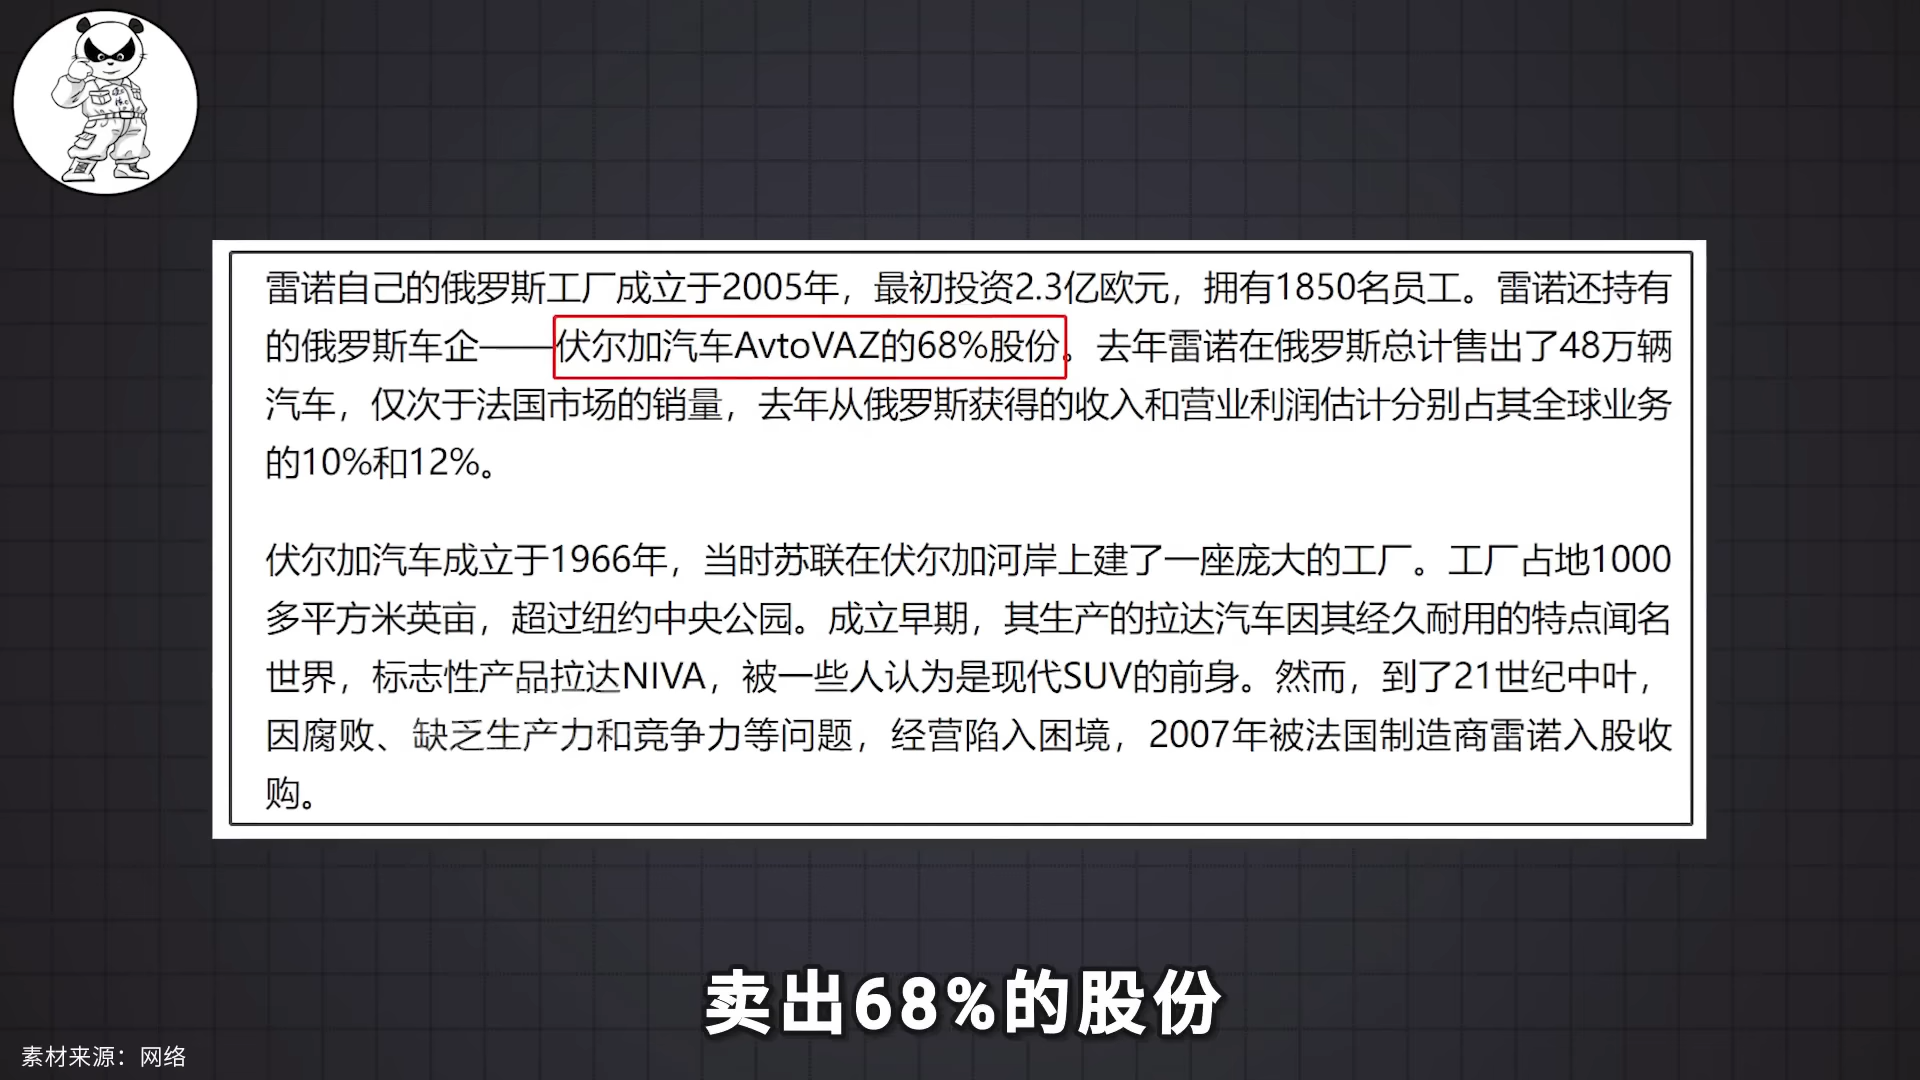 雷诺自己的俄罗斯工厂成立于2005年，最初投资2.3亿欧元，拥有1850名员工。雷诺还持有
的俄罗斯车企——伏尔加汽车AvtoVAZ的68%股份。去年雷诺在俄罗斯总计售出了48万辆
汽车，仅次于法国市场的销量，去年从俄罗斯获得的收入和营业利润估计分别占其全球业务
的10%和12%。
伏尔加汽车成立于1966年，当时苏联在伏尔加河岸上建了一座庞大的工厂。工厂占地1000
多平方米英亩，超过纽约中央公园。成立早期，其生产的拉达汽车因其经久耐用的特点闻名
世界，标志性产品拉达NIVA，被一些人认为是现代SUV的前身。然而，到了21世纪中叶，
因腐败、缺乏生产力和竞争力等问题，经营陷入困境，2007年被法国制造商雷诺入股收
购。
卖出68%的股份
素材来源：网络